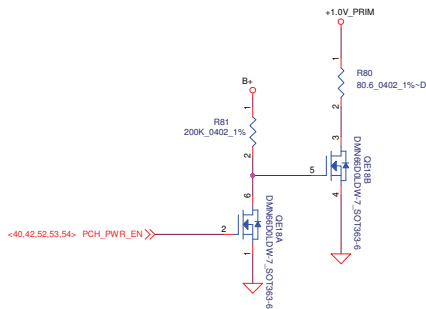 +1.0V_PRIM
1
R80
80.6_0402_1%~D
2
B+
1
R81
200K_0402_1%
2
3
5
QE18B
DMN66D0LDW-7_SOT363-6
4
6
<40,42,52,53,54> PCH_PWR_EN
2
QE18A
DMN66D0LDW-7_SOT363-6
1